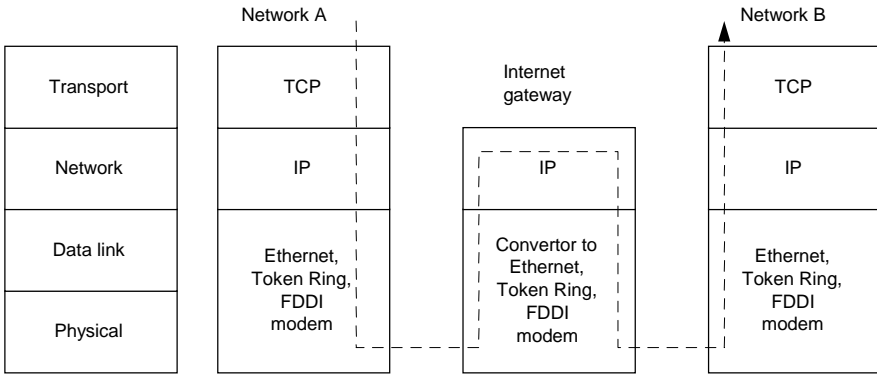 Network A
Network B
Internet
gateway
Transport
Network
Data link
Physical
TCP
IP
Ethernet,
Token Ring,
FDDI
modem
IP
Convertor to
Ethernet,
Token Ring,
FDDI
modem
TCP
IP
Ethernet,
Token Ring,
FDDI
modem